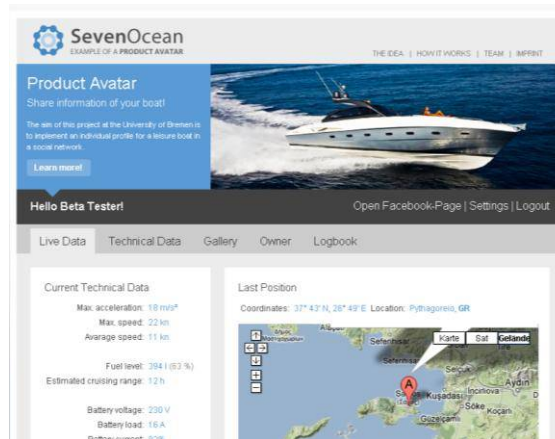 SevenOcean
EXAMPLE OF A PRODUCT AVATAR
THE IDEA | HOW IT WORKS | TEAM | IMPRINT
Product Avatar
Share information of your boat!
The aim of this project at the University of Bremen is
to implement an individual profile for a leisure boat in
a social network.
Learn more!
Hello Beta Tester!
Open Facebook-Page | Settings | Logout
Live Data
Technical Data
Gallery
Owner
Logbook
Current Technical Data
Max. acceleration: 18 m/s²
Max. speed: 22 kn
Avarage speed: 11 kn
Fuel level: 394 l (63 %)
Estimated cruising range: 12 h
Battery voltage: 230 V
Battery load: 16 A
Last Position
Coordinates: 37° 43' N, 26° 49' E Location: Pythagoreio, GR
Karte
Sat
Gelände
Seferihisar
Selçuk
A
Kuşadası
İncirliova
Aydın
Söke
Koçarlı
Güzelçamlı